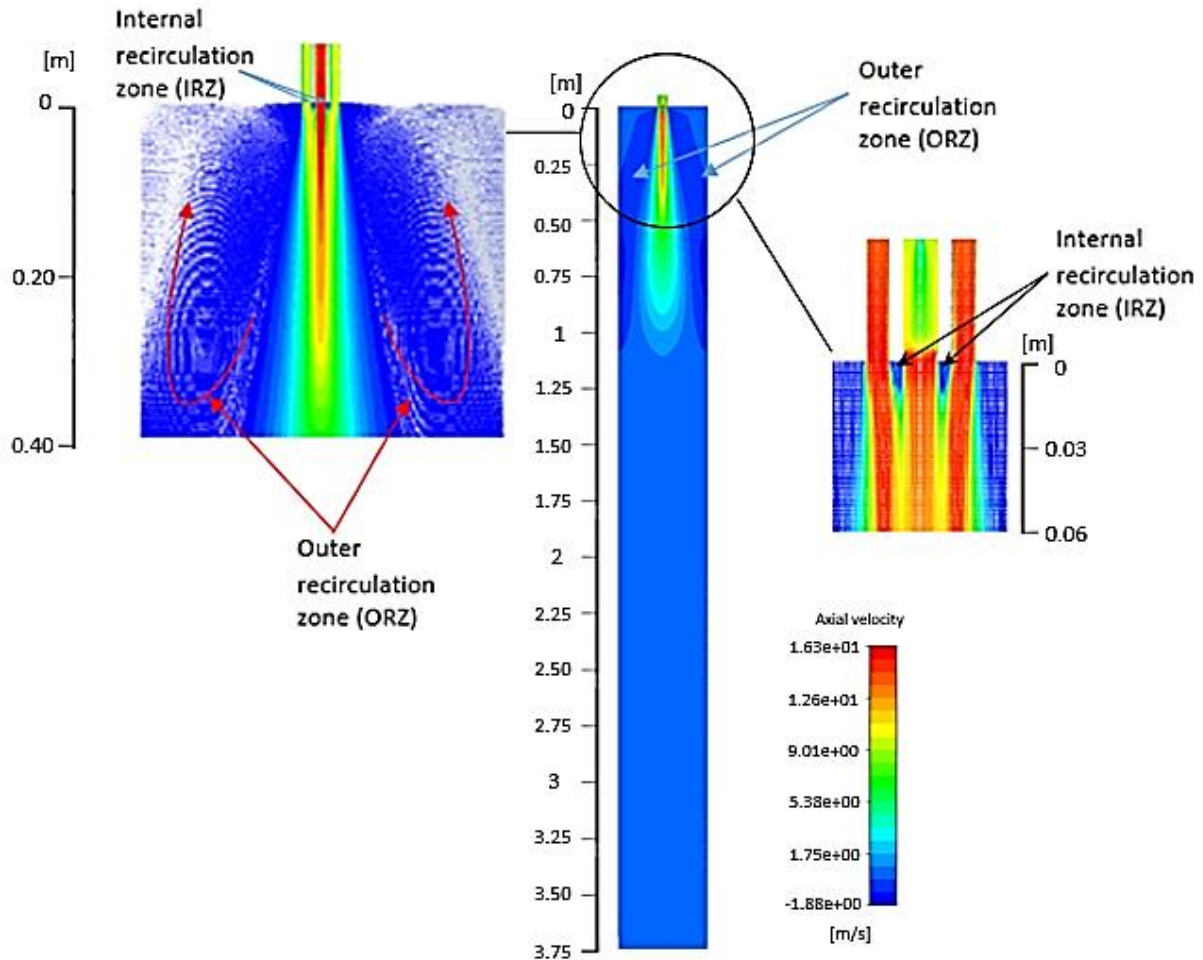 Internal
recirculation
zone (IRZ)
[m]
0
0.20
0.40
Outer
recirculation
zone (ORZ)
[m]
0
0.25
0.50
0.75
1
1.25
1.50
1.75
2
2.25
2.50
2.75
3
3.25
3.50
3.75
Outer
recirculation
zone (ORZ)
Internal
recirculation
zone (IRZ)
[m]
0
0.03
0.06
Axial velocity
1.63e+01
1.26e+01
9.01e+00
5.38e+00
1.75e+00
-1.88e+00
[m/s]